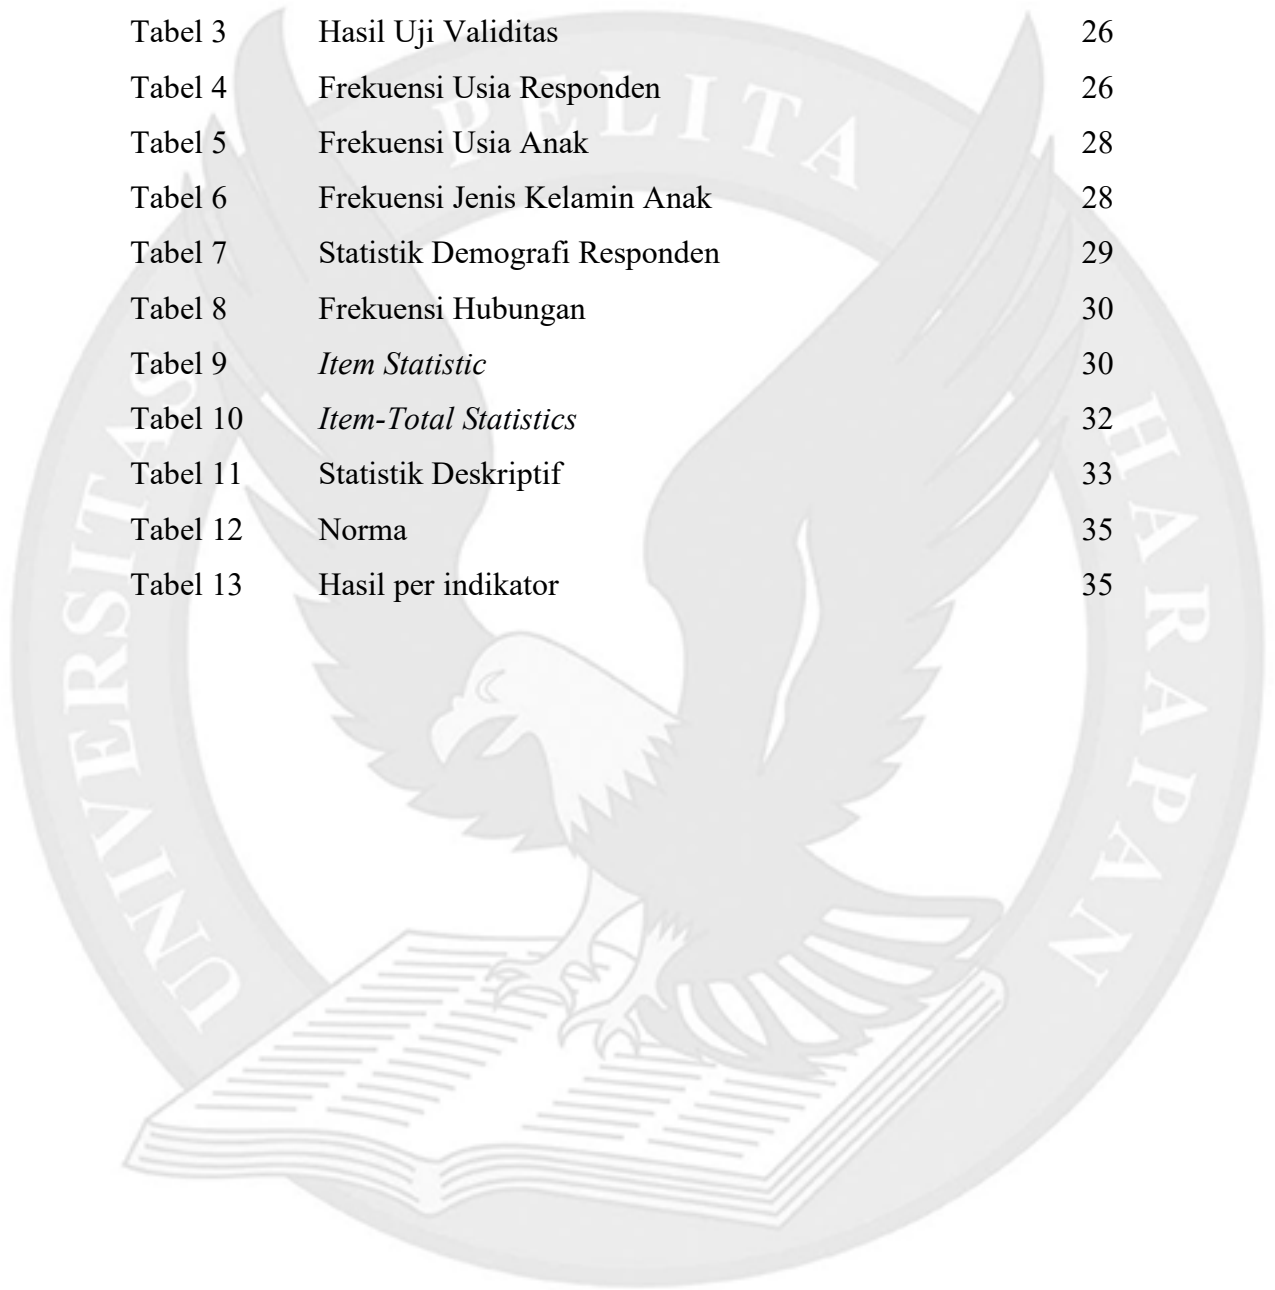 Tabel 3 Hasil Uji Validitas 26
Tabel 4 Frekuensi Usia Responden 26
Tabel 5 Frekuensi Usia Anak 28
Tabel 6 Frekuensi Jenis Kelamin Anak 28
Tabel 7 Statistik Demografi Responden 29
Tabel 8 Frekuensi Hubungan 30
Tabel 9 Item Statistic 30
Tabel 10 Item-Total Statistics 32
Tabel 11 Statistik Deskriptif 33
Tabel 12 Norma 35
Tabel 13 Hasil per indikator 35
UNIVERSITAS PELITA HARAPAN